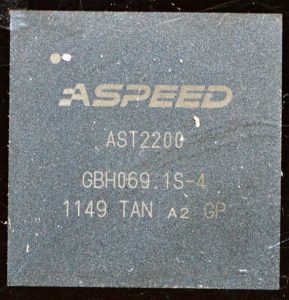 ASPEED
AST2200
GBH069.1S-4
1149 TAN A2 GP